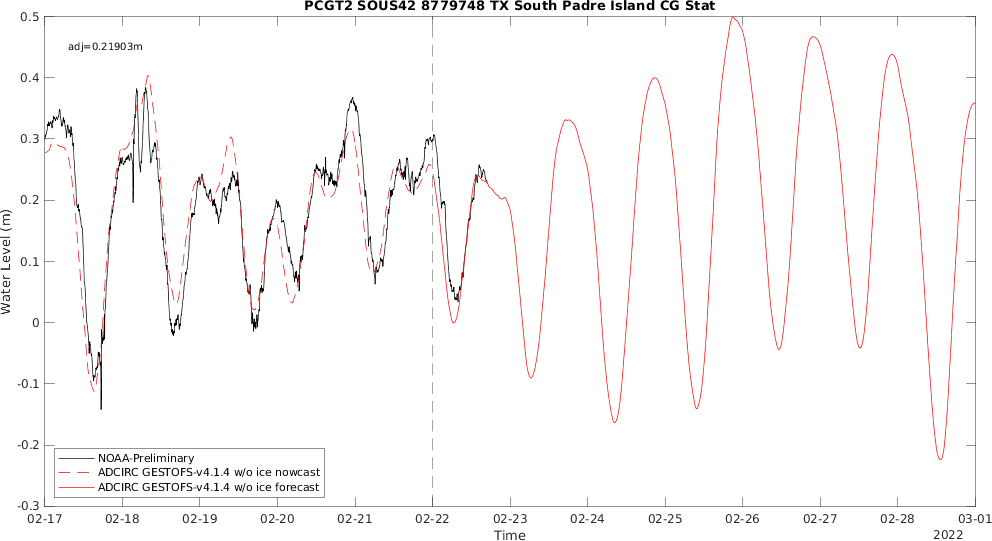 PCGT2 SOUS42 8779748 TX South Padre Island CG Stat
adj=0.21903m
0.5
0.4
0.3
0.2
0.1
0
-0.1
-0.2
-0.3
Water Level (m)
NOAA-Preliminary
ADCIRC GESTOFS-v4.1.4 w/o ice nowcast
ADCIRC GESTOFS-v4.1.4 w/o ice forecast
02-17 02-18 02-19 02-20 02-21 02-22 02-23 02-24 02-25 02-26 02-27 02-28 03-01
Time
2022